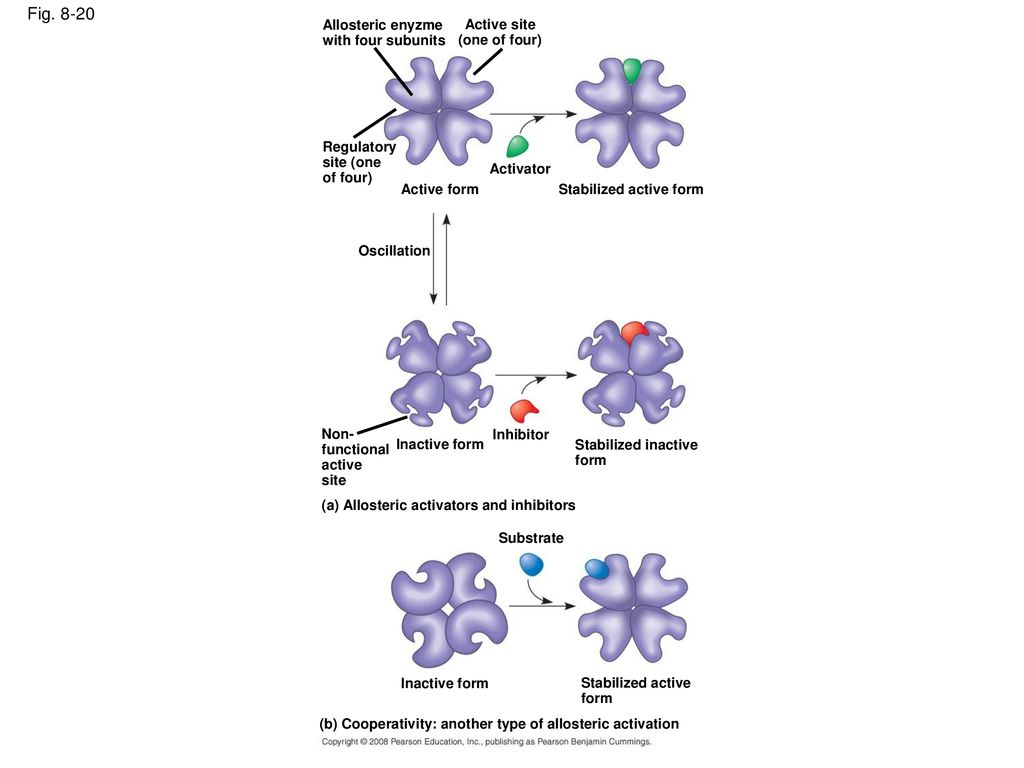 Fig. 8-20
Allosteric enyzme
with four subunits
Active site
(one of four)
Regulatory
site (one
of four)
Activator
Active form
Stabilized active form
Oscillation
Non-
functional
active
site
Inactive form
Inhibitor
Stabilized inactive
form
(a) Allosteric activators and inhibitors
Substrate
Inactive form
Stabilized active
form
(b) Cooperativity: another type of allosteric activation
Copyright © 2008 Pearson Education, Inc., publishing as Pearson Benjamin Cummings.